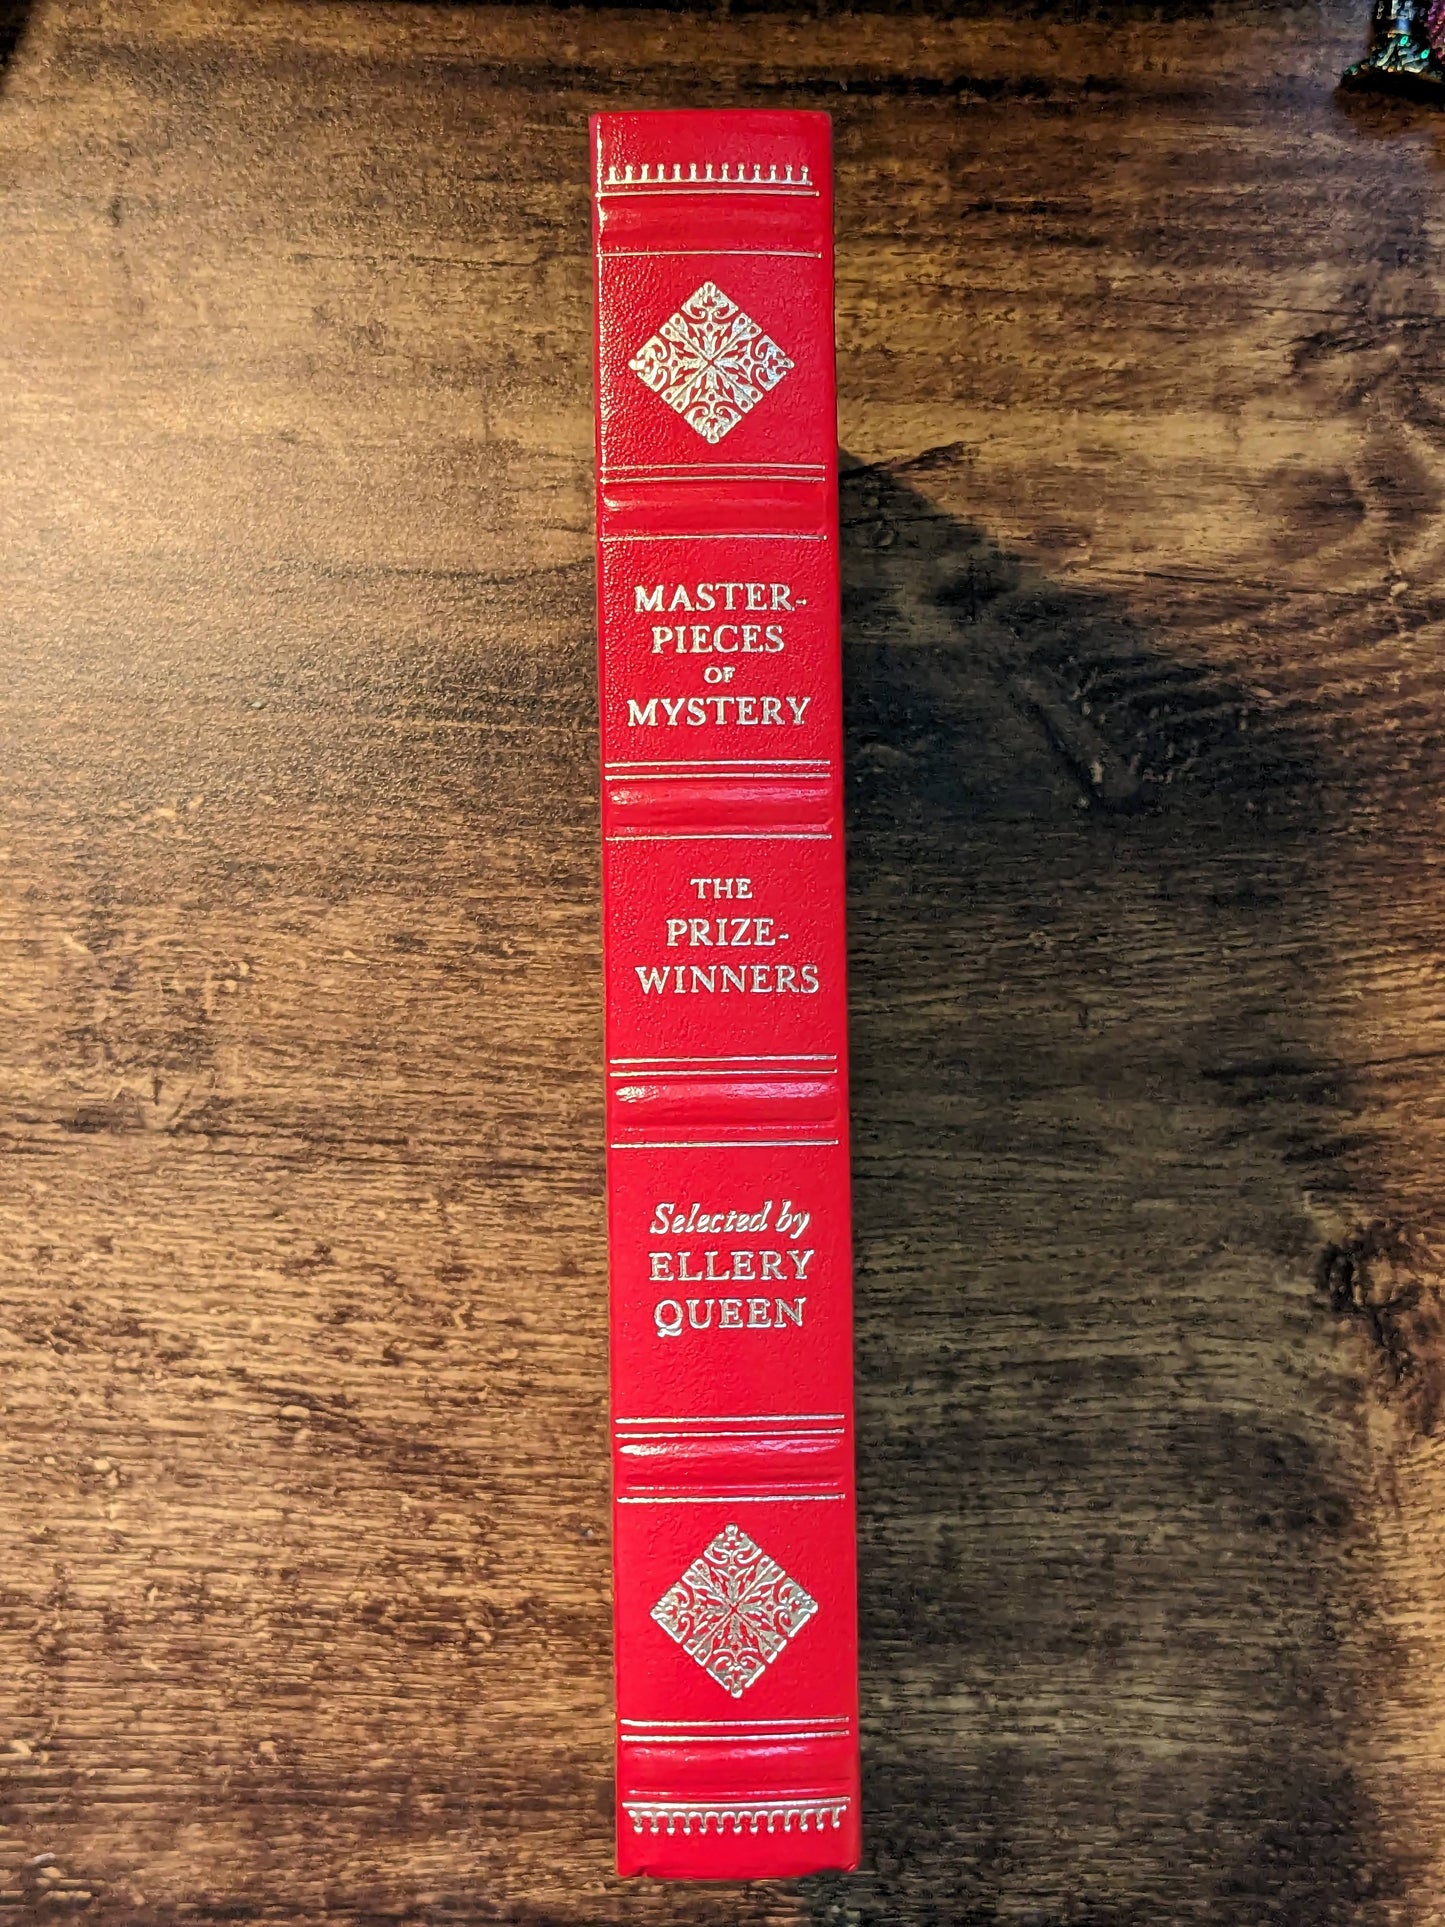 MASTER-
PIECES
OF
MYSTERY
THE
PRIZE-
WINNERS
Selected by
ELLERY
QUEEN